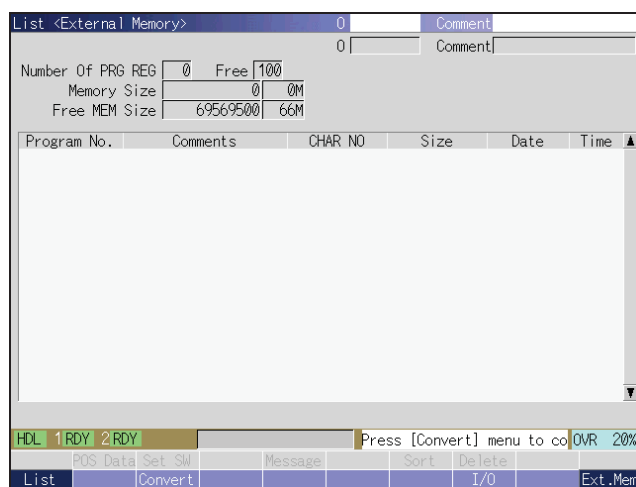 List <External Memory> O Comment
O Comment
Number Of PRG REG 0 Free 100
Memory Size 0 0M
Free MEM Size 69569500 66M
Program No. Comments CHAR NO Size Date Time
HDL 1 RDY 2 RDY Press [Convert] menu to co OVR 20%
POS Data Set SW Message Sort Delete
List Convert I/O Ext.Mem